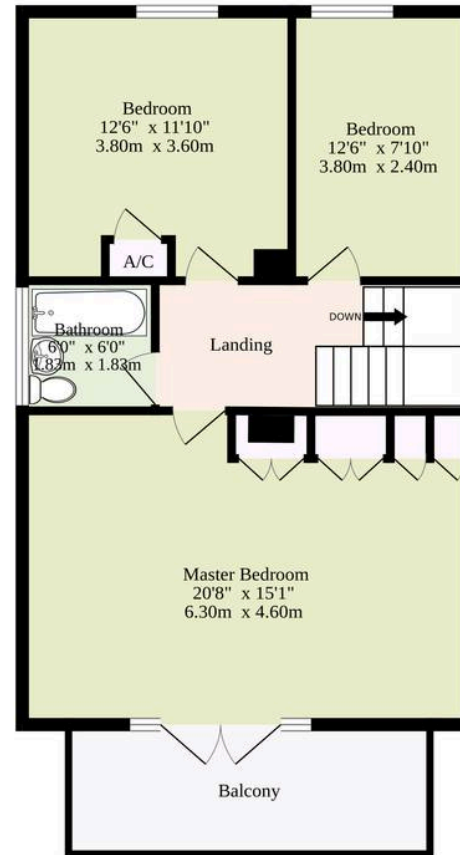 Bedroom
12'6" x 11'10"
3.80m x 3.60m
Bedroom
12'6" x 7'10"
3.80m x 2.40m
A/C
DOWN
Bathroom
6'0" x 6'0"
1.83m x 1.83m
Landing
Master Bedroom
20'8" x 15'1"
6.30m x 4.60m
Balcony